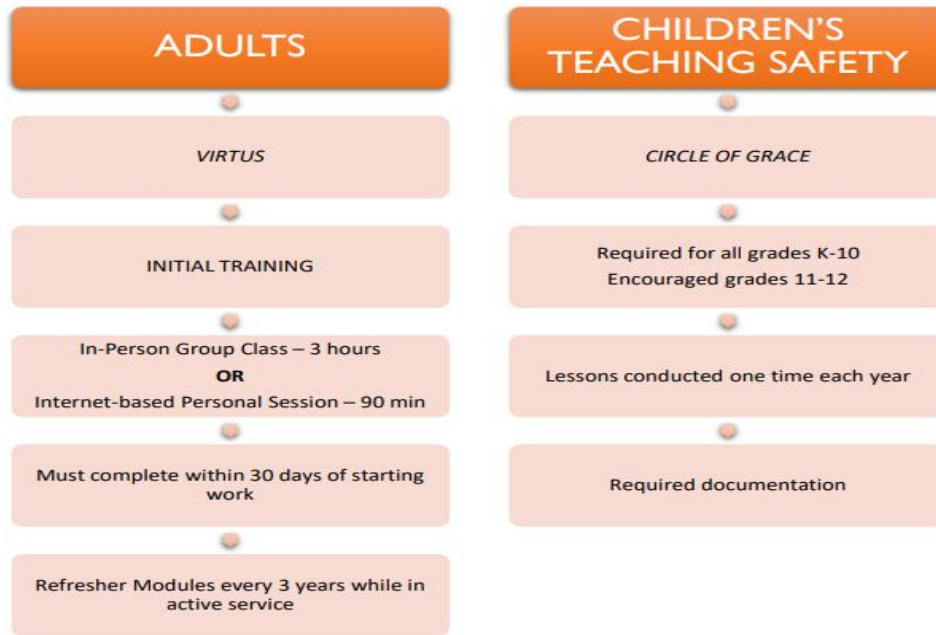 ADULTS
VIRTUS
INITIAL TRAINING
In-Person Group Class – 3 hours
OR
Internet-based Personal Session – 90 min
Must complete within 30 days of starting
work
Refresher Modules every 3 years while in
active service
CHILDREN'S
TEACHING SAFETY
CIRCLE OF GRACE
Required for all grades K-10
Encouraged grades 11-12
Lessons conducted one time each year
Required documentation